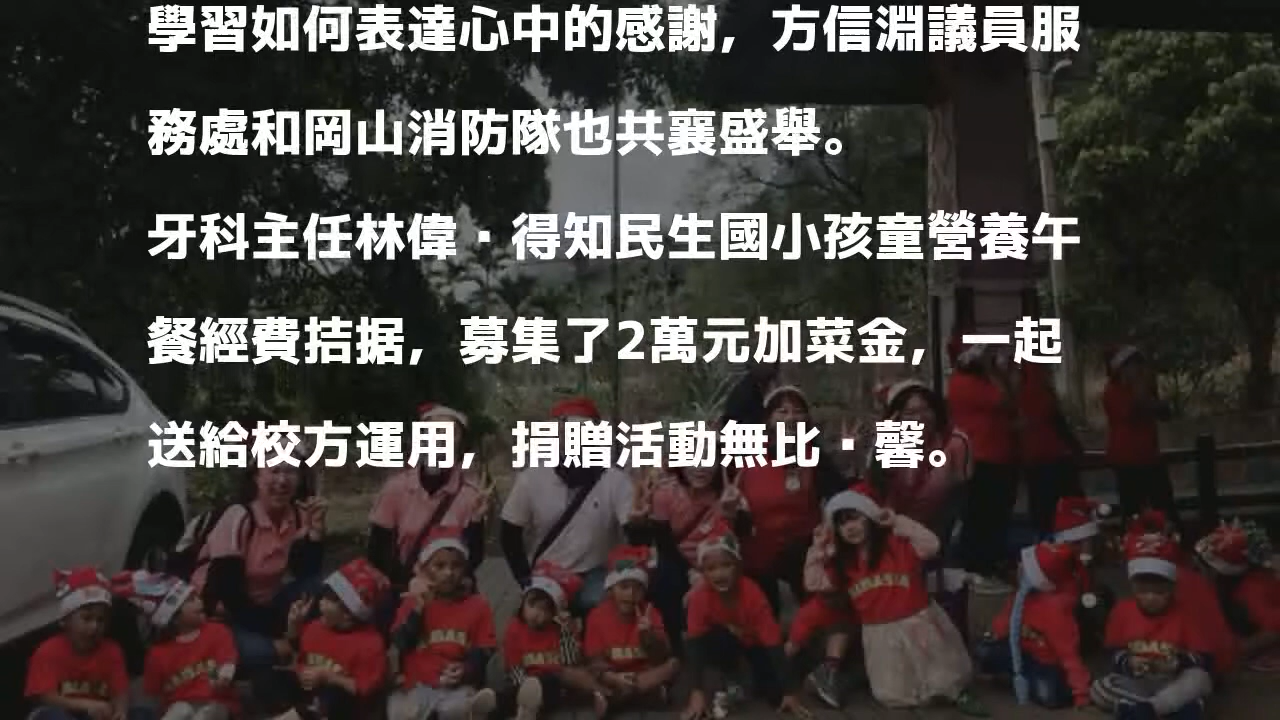 學習如何表達心中的感謝，方信淵議員服
務處和岡山消防隊也共襄盛舉。
牙科主任林偉▪得知民生國小孩童營養午
餐經費拮据，募集了2萬元加菜金，一起
送給校方運用，捐贈活動無比▪馨。